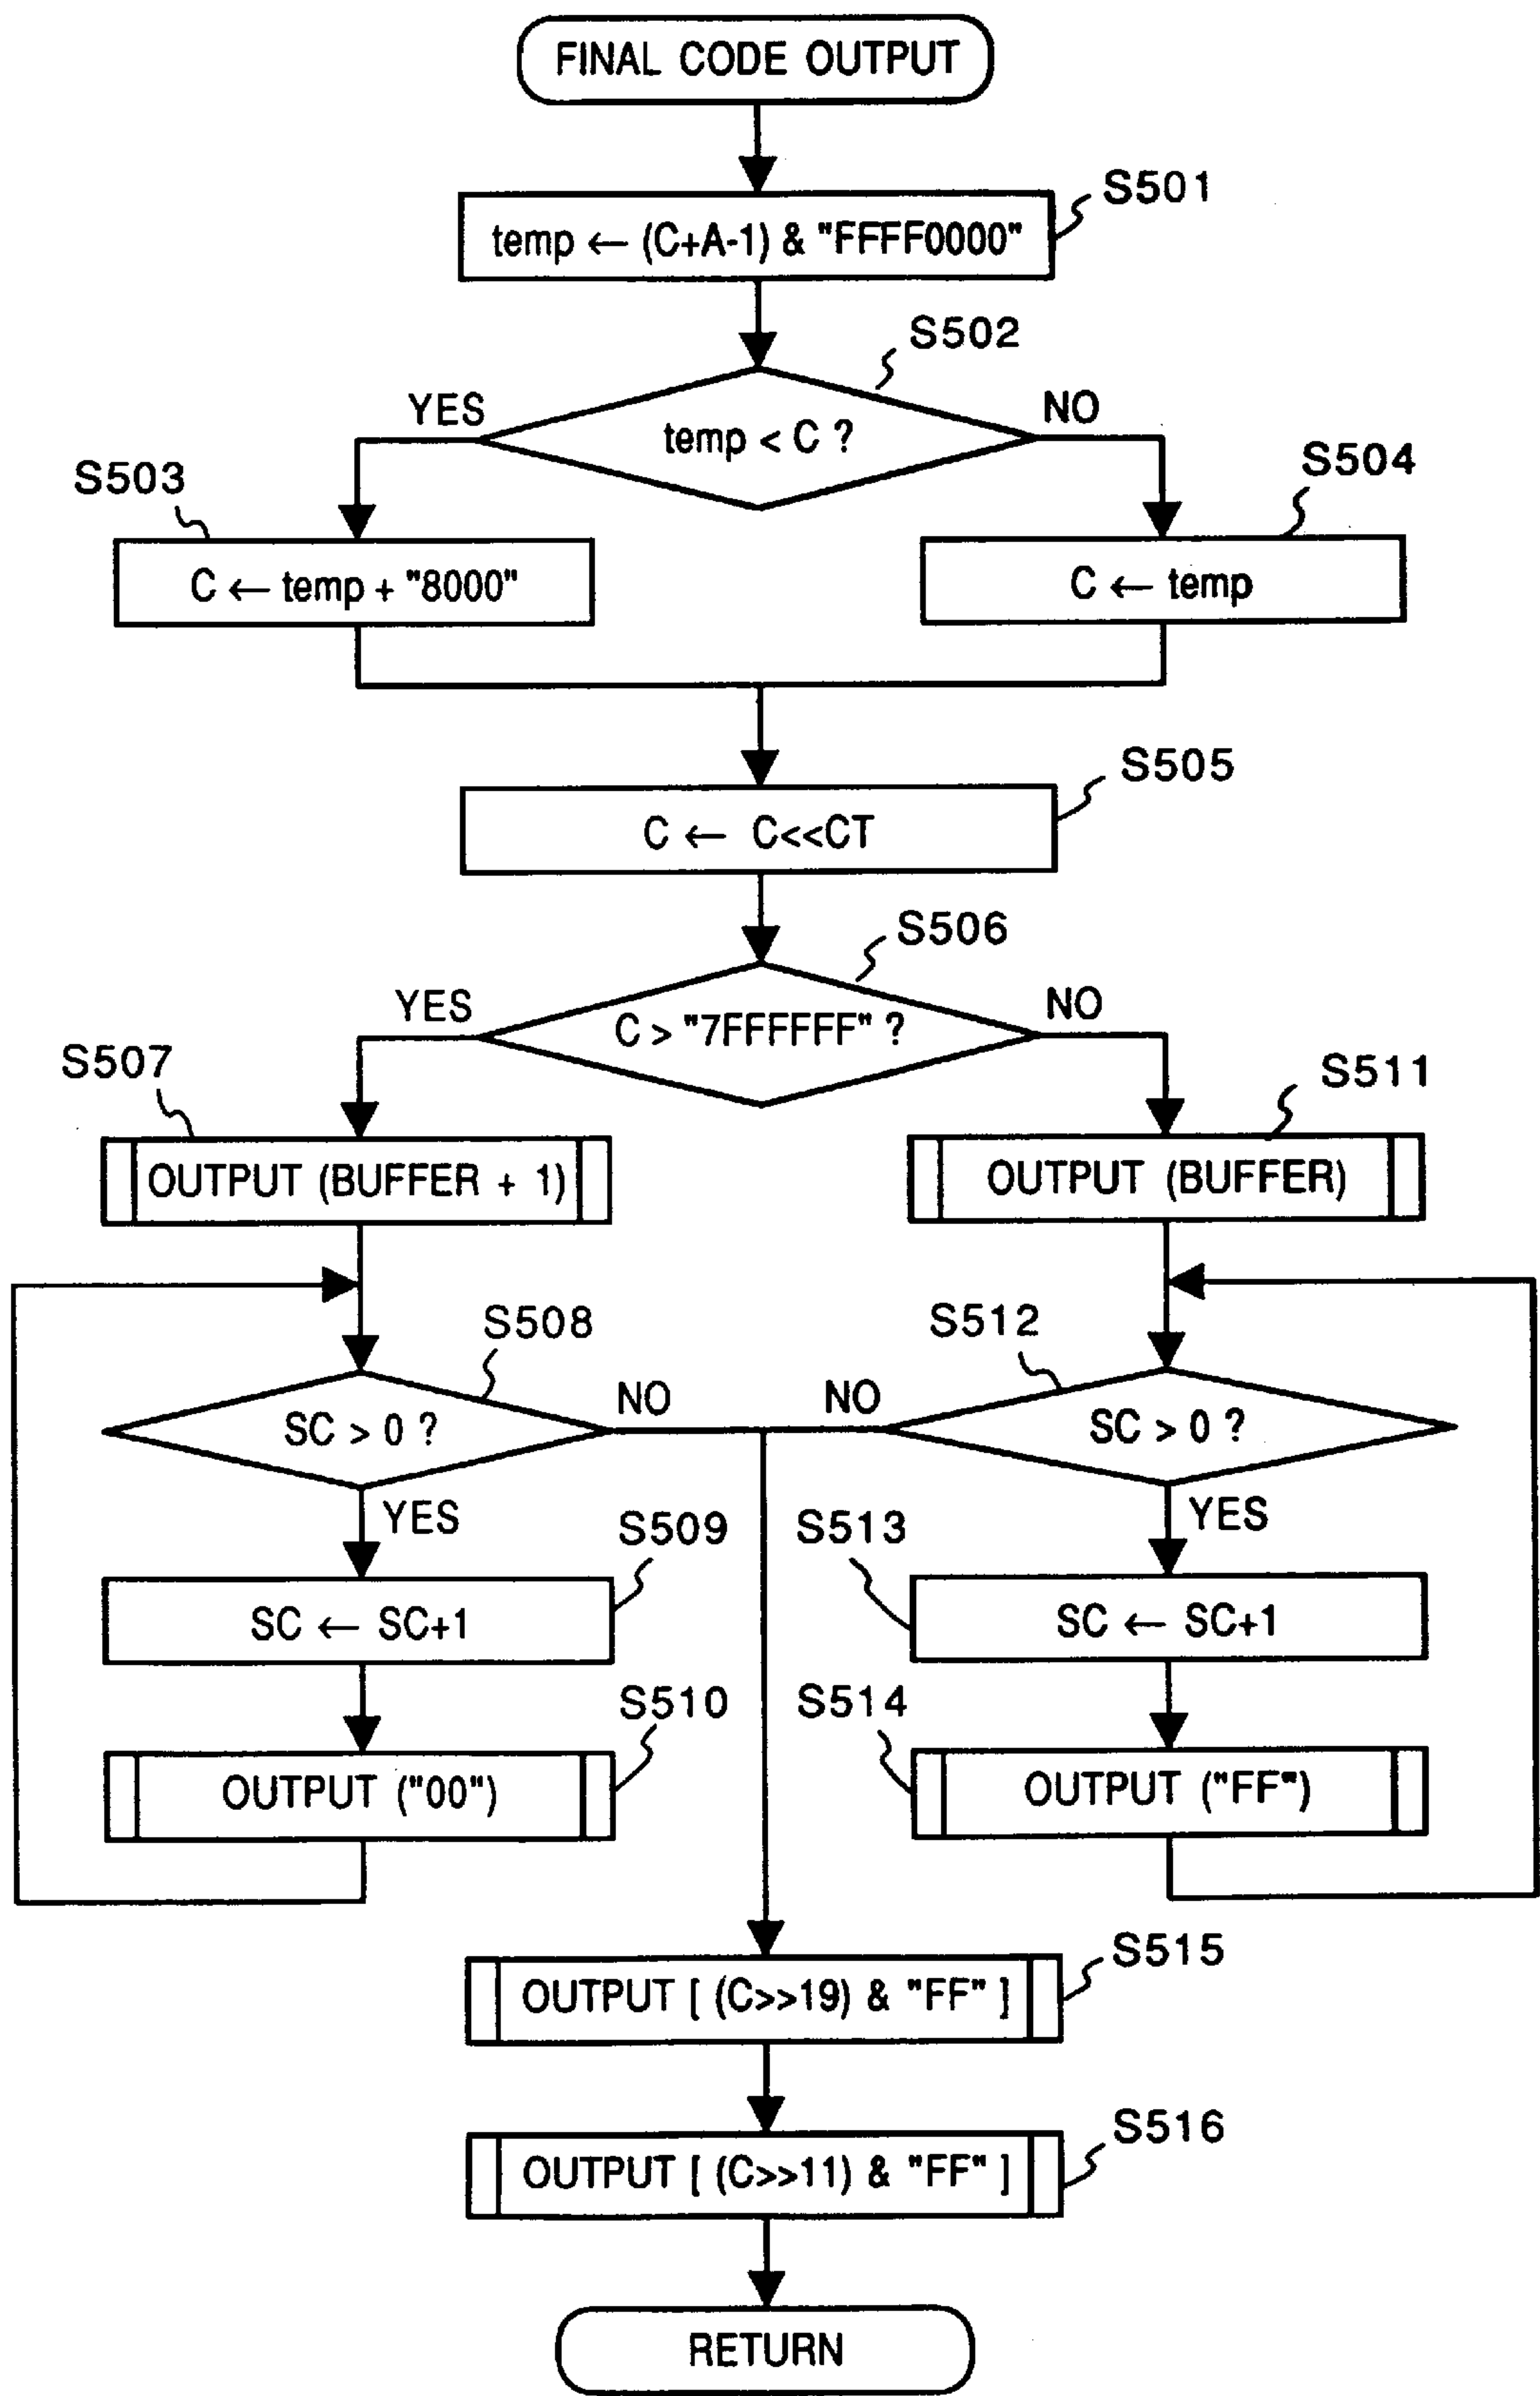 FINAL CODE OUTPUT
S501
temp ← (C+A-1) & "FFFF0000"
S502
YES
NO
temp < C ?
S503
S504
C ← temp + "8000"
C ← temp
S505
C ← C<<CT
S506
YES
NO
C > "7FFFFFF" ?
S507
S511
OUTPUT (BUFFER + 1)
OUTPUT (BUFFER)
S508
S512
NO
NO
SC > 0 ?
SC > 0 ?
YES
YES
S509
S513
SC ← SC+1
SC ← SC+1
S510
S514
OUTPUT ("00")
OUTPUT ("FF")
S515
OUTPUT [ (C>>19) & "FF" ]
S516
OUTPUT [ (C>>11) & "FF" ]
RETURN